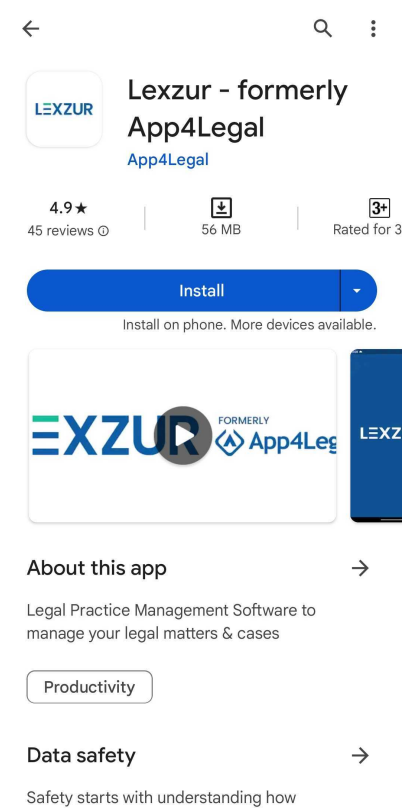 LEXZUR
Lexzur - formerly
App4Legal
App4Legal
4.9★
45 reviews
56 MB
3+
Rated for 3
Install
Install on phone. More devices available.
EXZUR
FORMERLY
App4Leg
LEXZ
About this app
Legal Practice Management Software to
manage your legal matters & cases
Productivity
Data safety
Safety starts with understanding how